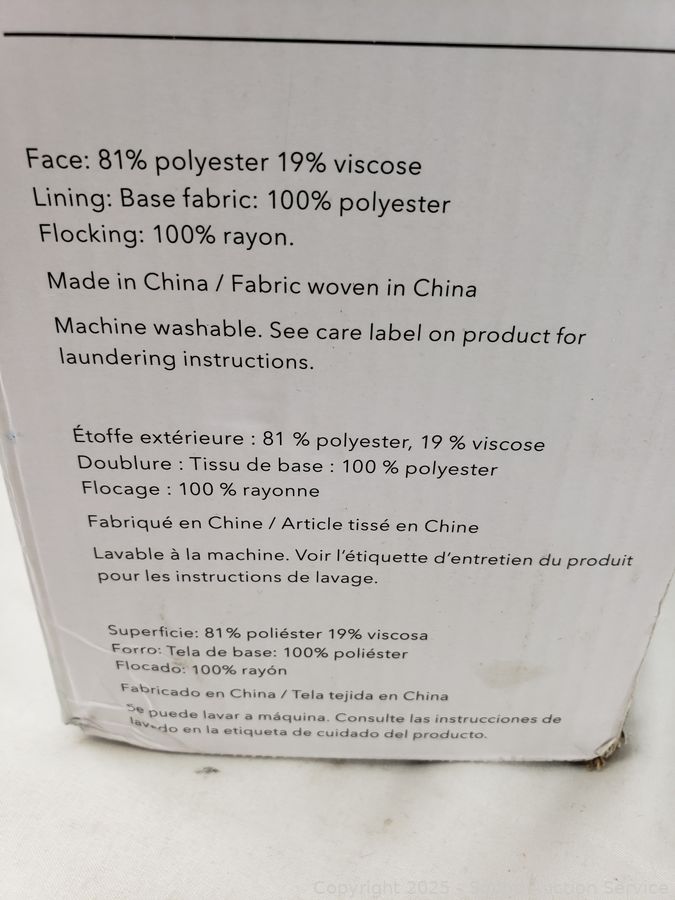 Face: 81% polyester 19% viscose
Lining: Base fabric: 100% polyester
Flocking: 100% rayon.
Made in China / Fabric woven in China
Machine washable. See care label on product for
laundering instructions.
Étoffe extérieure : 81 % polyester, 19 % viscose
Doublure : Tissu de base : 100 % polyester
Flocage : 100 % rayonne
Fabriqué en Chine / Article tissé en Chine
Lavable à la machine. Voir l'étiquette d'entretien du produit
pour les instructions de lavage.
Superficie: 81% poliéster 19% viscosa
Forro: Tela de base: 100% poliéster
Flocado: 100% rayón
Fabricado en China / Tela tejida en China
Se puede lavar a máquina. Consulte las instrucciones de
lavado en la etiqueta de cuidado del producto.
Copyright 2025 - Auction Service